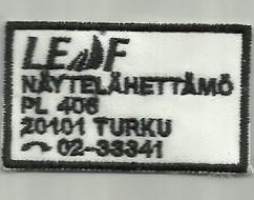 LEAF
NÄYTELÄHETTÄMÖ
PL 406
20101 TURKU
02-33341